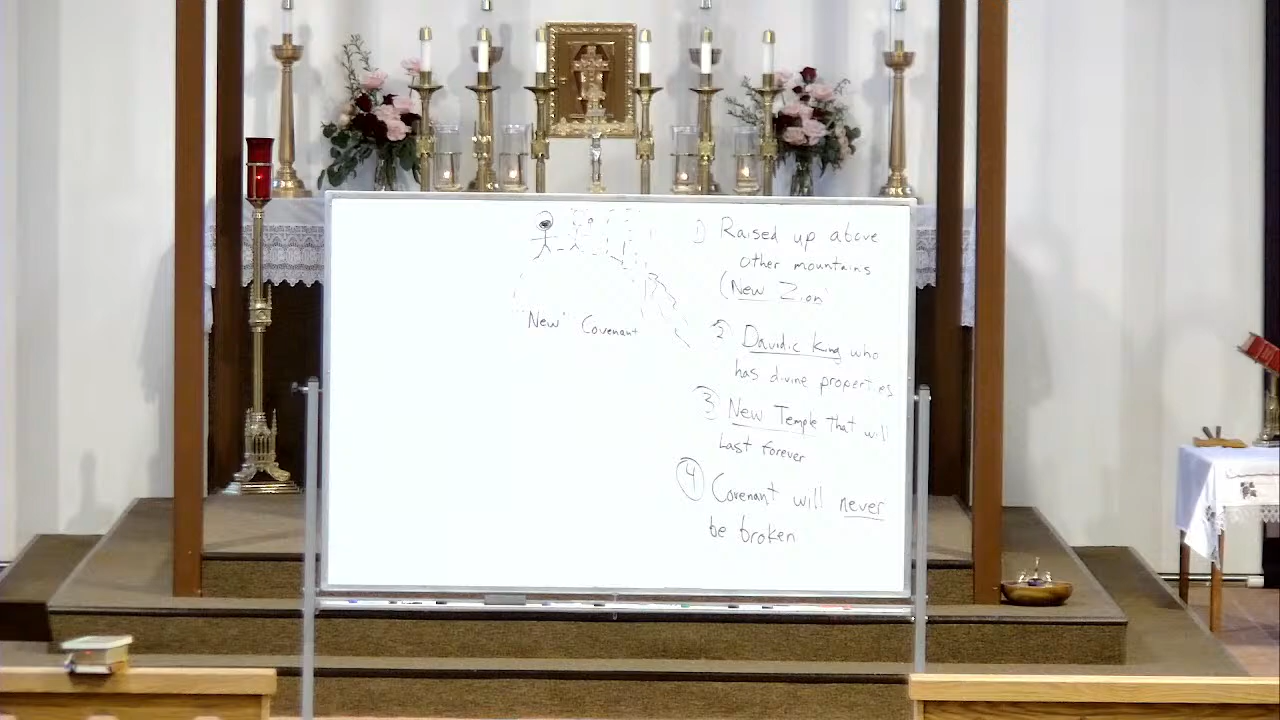 "New" Covenant
1) Raised up above
other mountains
(New Zion)
2 Davidic King who
has divine properties
3 New Temple that will
Last forever
4 Covenant will never
be broken